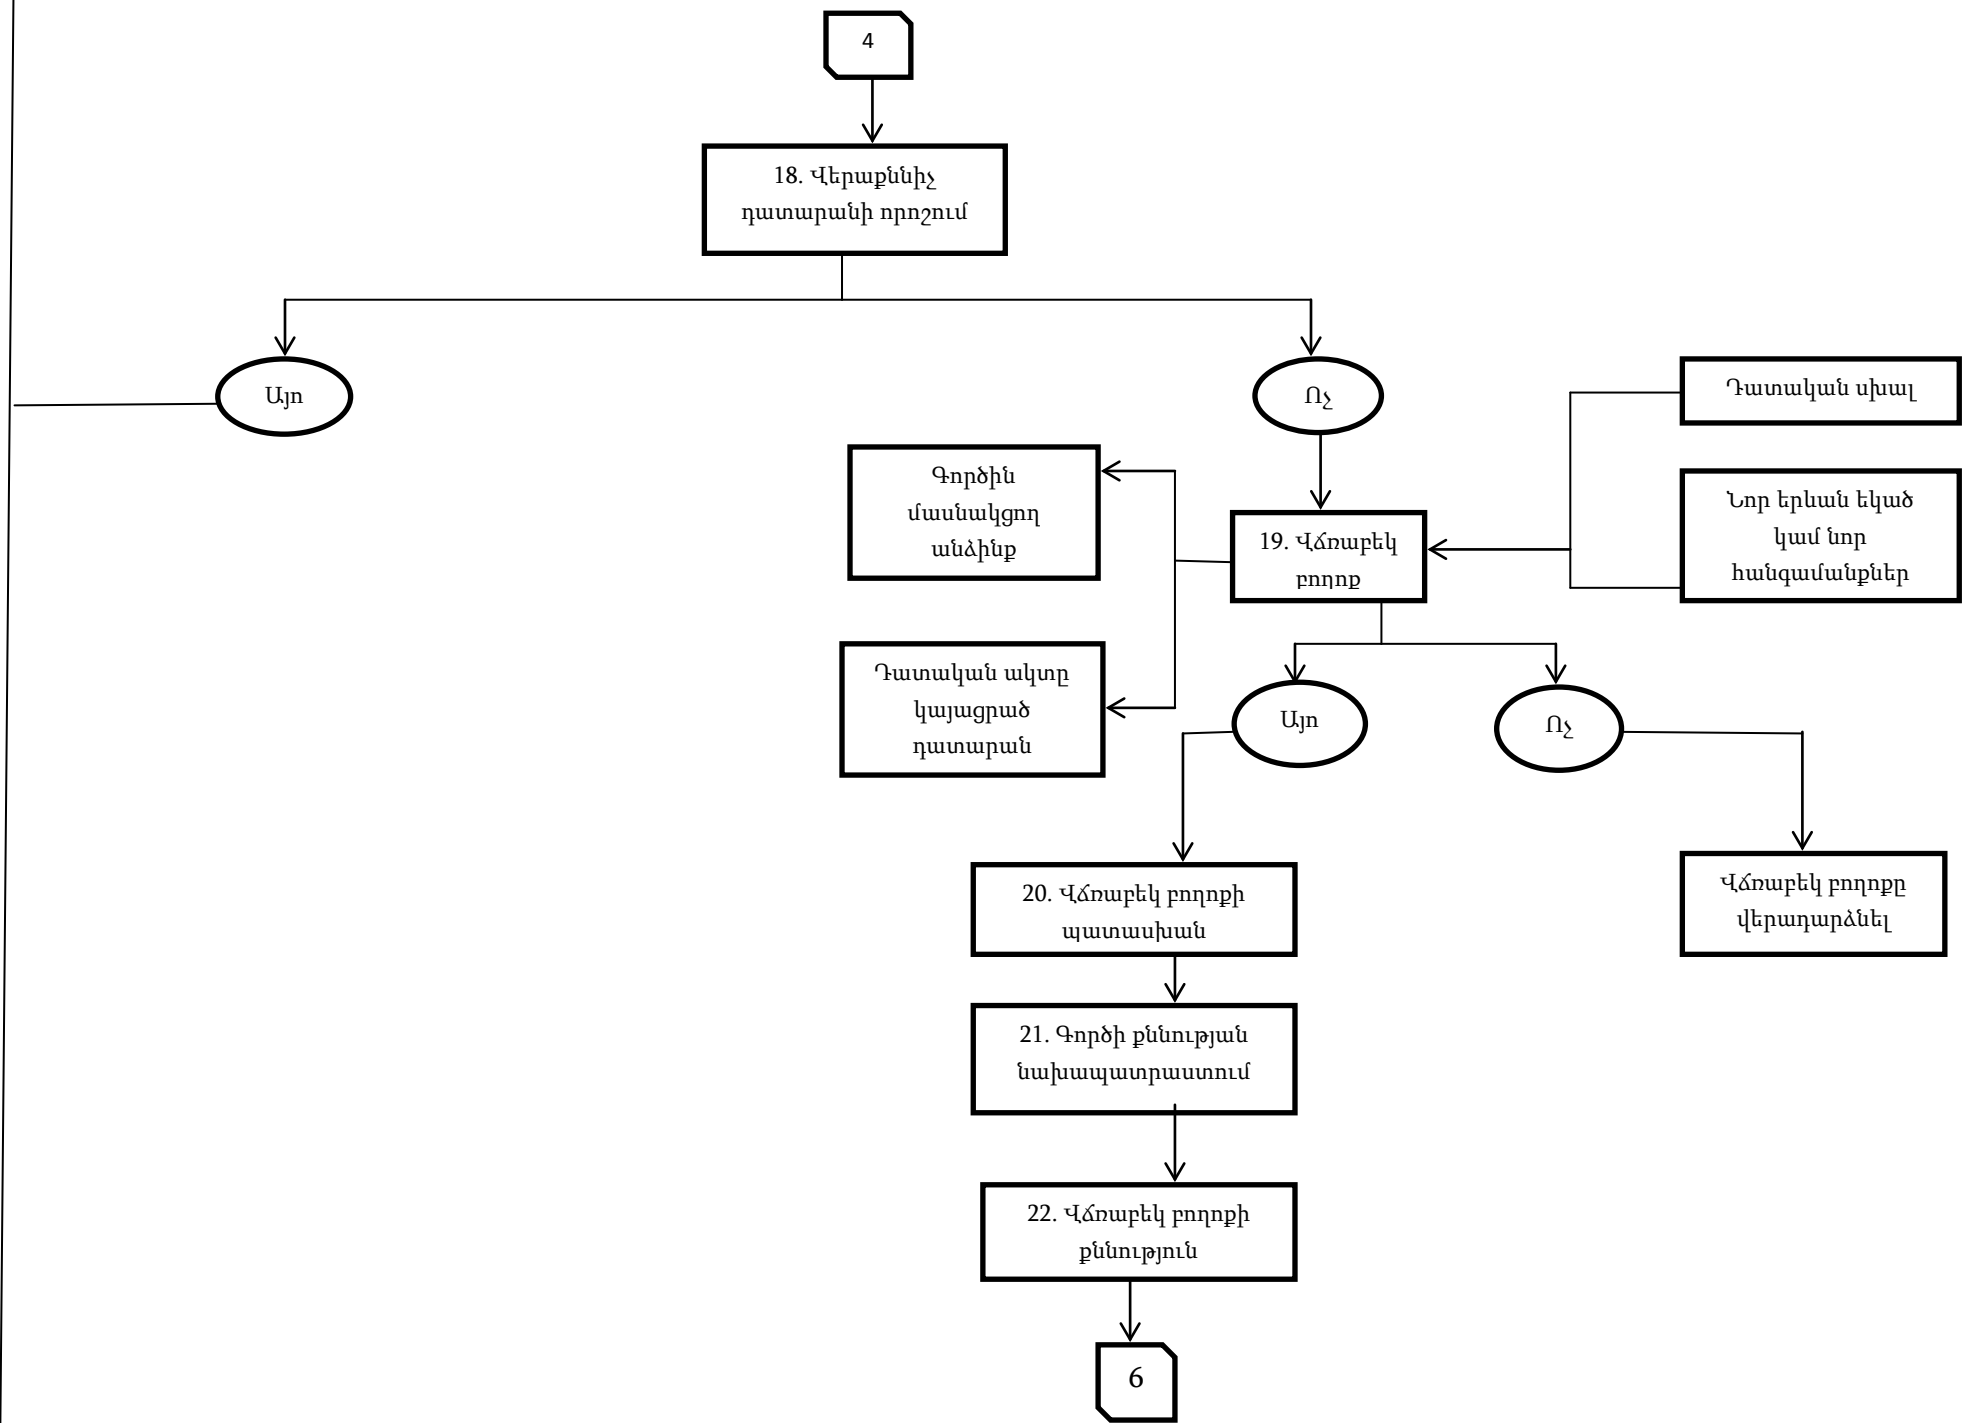 4
18. Վերաքննիչ
դատարանի որոշում
Այո
Ոչ
Դատական սխալ
Նոր երևան եկած
կամ նոր
հանգամանքներ
Գործին
մասնակցող
անձինք
19. Վճռաբեկ
բողոք
Դատական ակտը
կայացրած
դատարան
Այո
Ոչ
20. Վճռաբեկ բողոքի
պատասխան
Վճռաբեկ բողոքը
վերադարձնել
21. Գործի քննության
նախապատրաստում
22. Վճռաբեկ բողոքի
քննություն
6